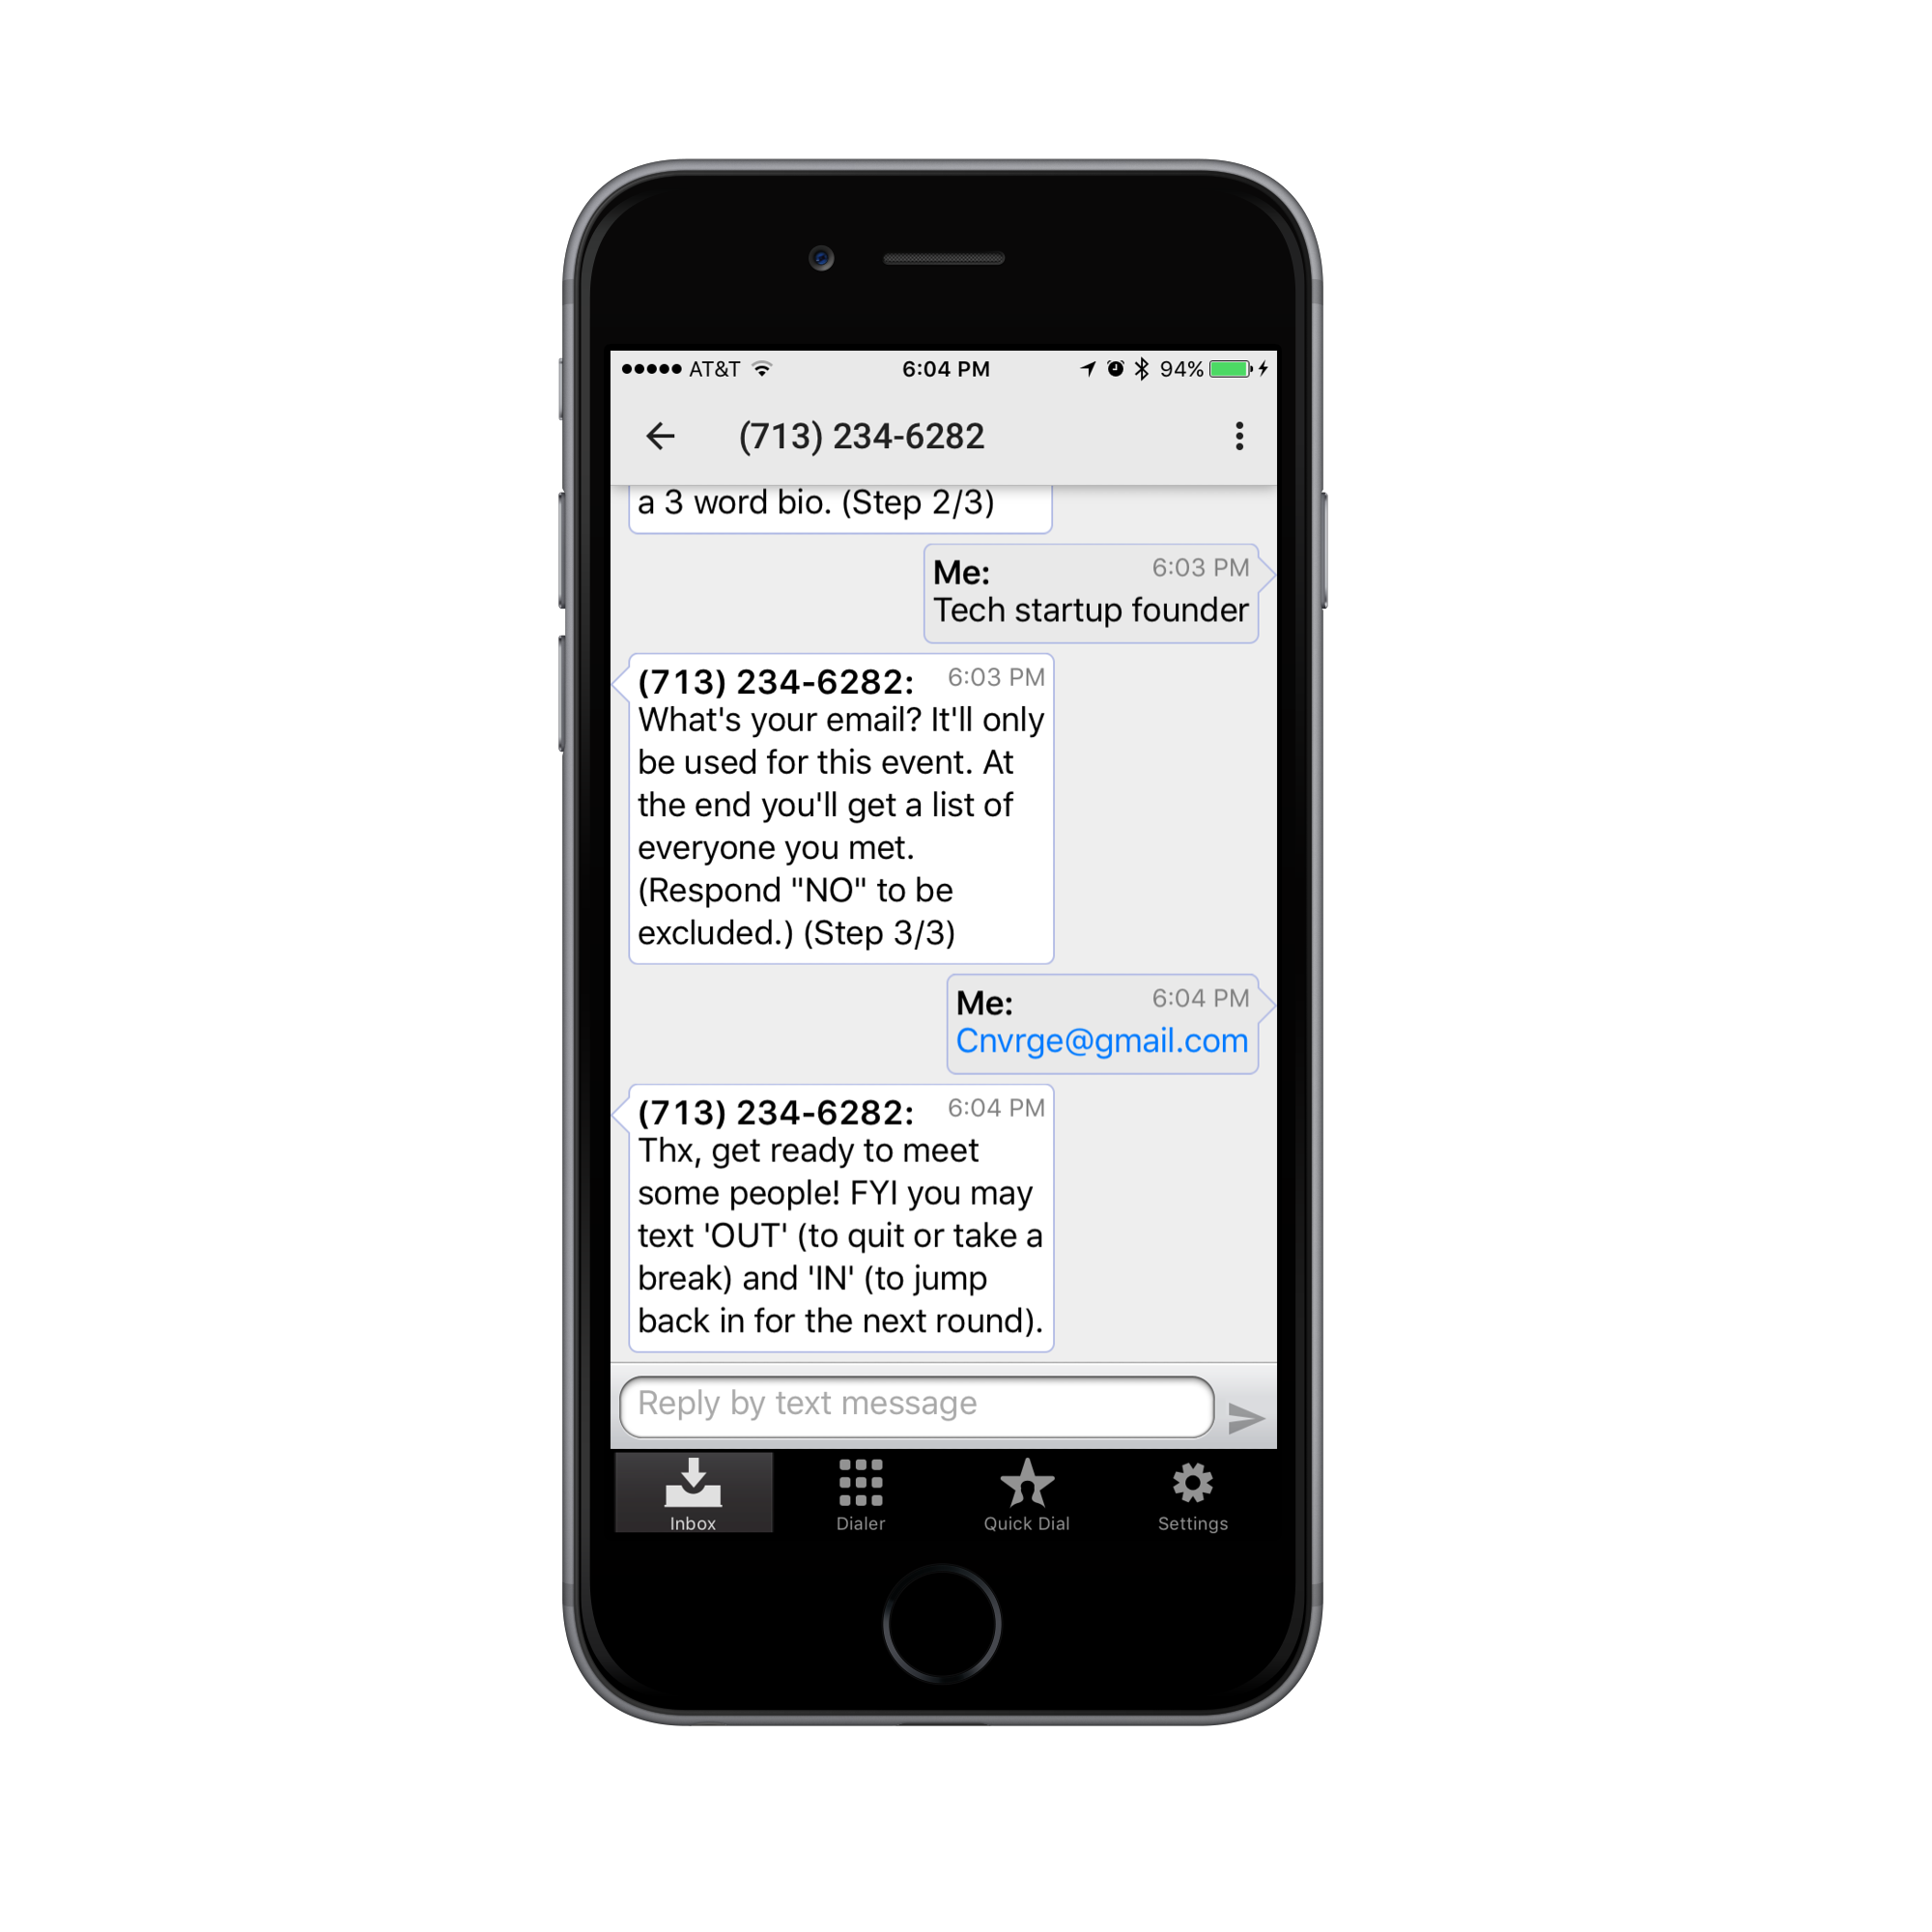 AT&T 6:04 PM 94%
(713) 234-6282
a 3 word bio. (Step 2/3)
Me: 6:03 PM
Tech startup founder
(713) 234-6282: 6:03 PM
What's your email? It'll only
be used for this event. At
the end you'll get a list of
everyone you met.
(Respond "NO" to be
excluded.) (Step 3/3)
Me: 6:04 PM
Cnvrge@gmail.com
(713) 234-6282: 6:04 PM
Thx, get ready to meet
some people! FYI you may
text 'OUT' (to quit or take a
break) and 'IN' (to jump
back in for the next round).
Reply by text message
Inbox Dialer Quick Dial Settings